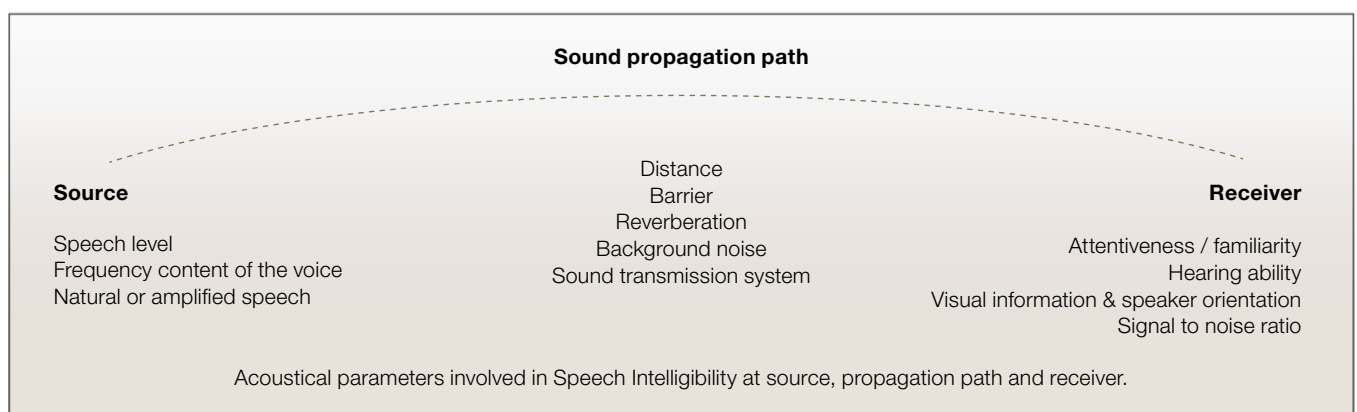 Sound propagation path
Source
Speech level
Frequency content of the voice
Natural or amplified speech
Distance
Barrier
Reverberation
Background noise
Sound transmission system
Receiver
Attentiveness / familiarity
Hearing ability
Visual information & speaker orientation
Signal to noise ratio
Acoustical parameters involved in Speech Intelligibility at source, propagation path and receiver.